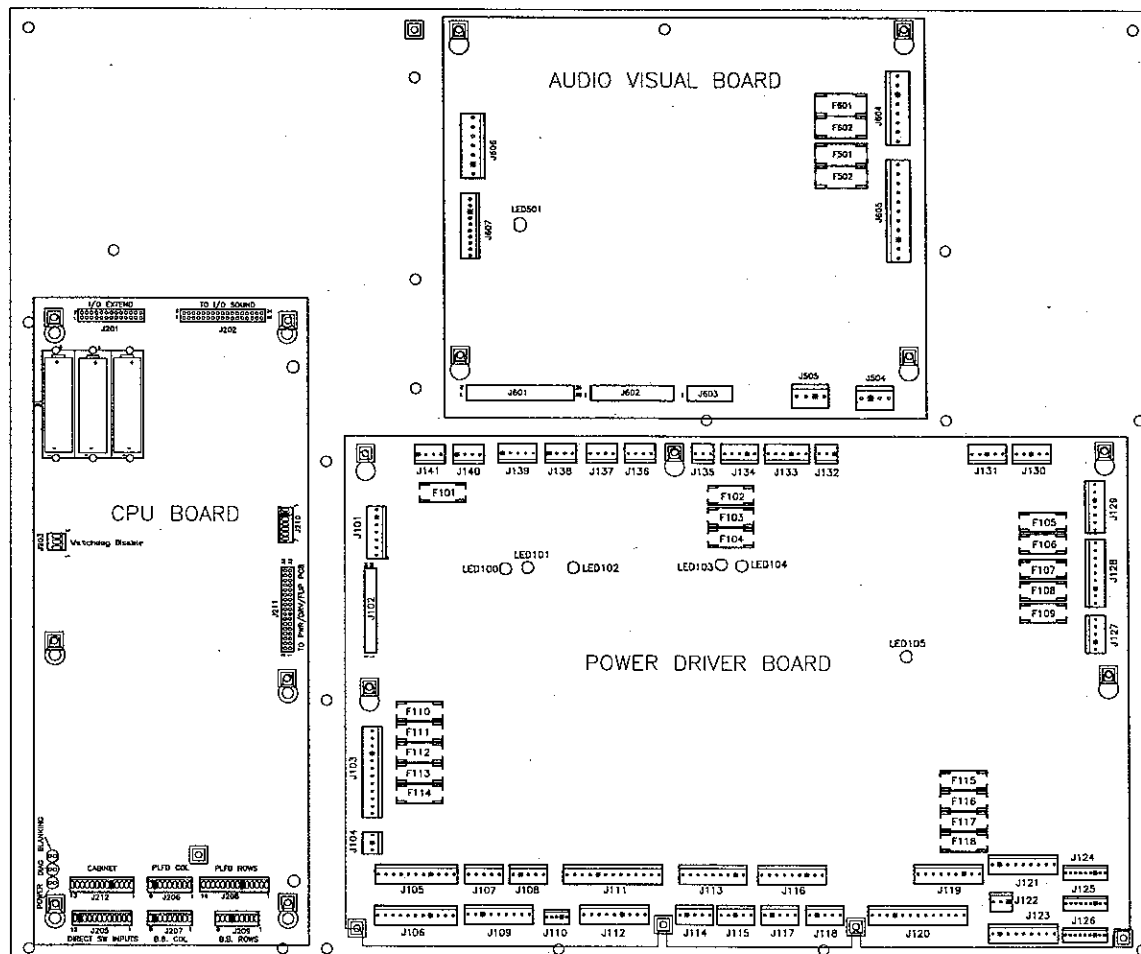 AUDIO VISUAL BOARD
F601
F602
F501
F502
J604
J605
J606
J607
LED501
J601
J602
J603
J505
J504
I/O EXTEND
J201
TO I/O SOUND
J202
CPU BOARD
J203
Watchdog Disable
J210
J211
TO PWR/DRV/FLIP PCB
POWER
DIAG
BLANKING
CABINET
J212
PLFD COL
J206
PLFD ROWS
J208
J205
DIRECT SW INPUTS
J207
B.B. COL
J209
B.B. ROWS
J141
J140
J139
J138
J137
J136
J135
J134
J133
J132
J131
J130
F101
F102
F103
F104
J101
J102
LED100
LED101
LED102
LED103
LED104
LED105
F105
F106
F107
F108
F109
J129
J128
J127
POWER DRIVER BOARD
F110
F111
F112
F113
F114
J103
J104
F115
F116
F117
F118
J105
J107
J108
J111
J113
J116
J119
J121
J124
J122
J125
J106
J109
J110
J112
J114
J115
J117
J118
J120
J123
J126